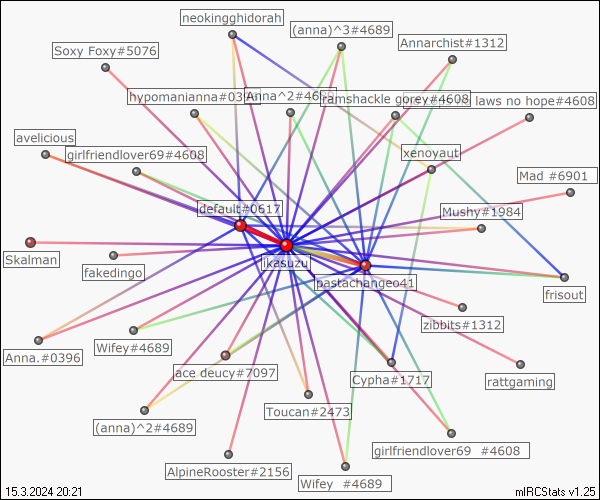 neokingghidorah
(anna)^3#4689
Annarchist#1312
Soxy Foxy#5076
hypomanianna#03
Anna^2#46
ramshackle gorey#4608
laws no hope#4608
avelicious
girlfriendlover69#4608
xenoyaut
Mad #6901
default#0617
Mushy#1984
Skalman
fakedingo
ikasuzu
pastachangeo41
frisout
zibbits#1312
Anna.#0396
Wifey#4689
ace deucy#7097
Cypha#1717
rattgaming
(anna)^2#4689
Toucan#2473
girlfriendlover69 #4608
AlpineRooster#2156
Wifey #4689
15.3.2024 20:21
mIRCStats v1.25